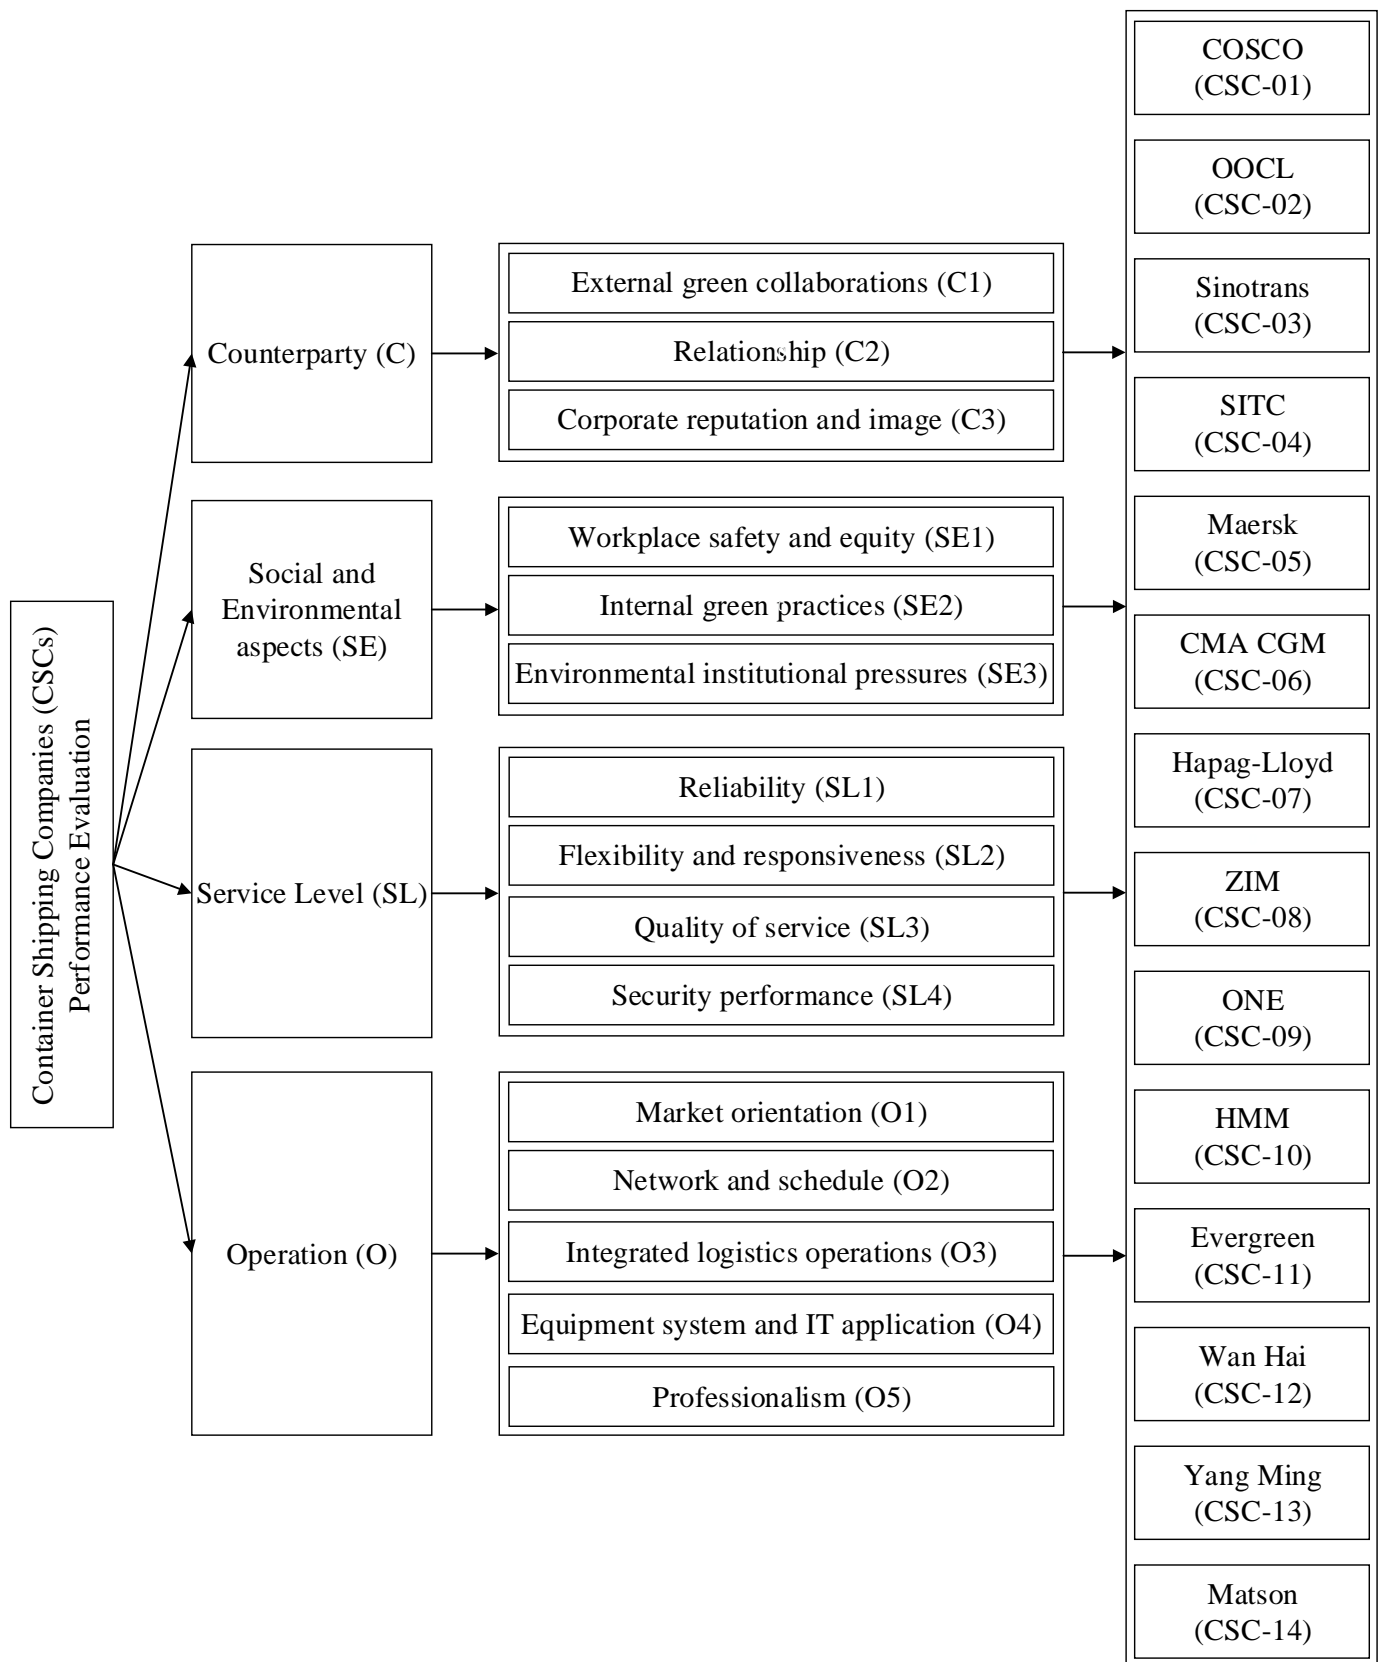 Container Shipping Companies (CSCs)
Performance Evaluation
Counterparty (C)
Social and
Environmental
aspects (SE)
Service Level (SL)
Operation (O)
External green collaborations (C1)
Relationship (C2)
Corporate reputation and image (C3)
Workplace safety and equity (SE1)
Internal green practices (SE2)
Environmental institutional pressures (SE3)
Reliability (SL1)
Flexibility and responsiveness (SL2)
Quality of service (SL3)
Security performance (SL4)
Market orientation (O1)
Network and schedule (O2)
Integrated logistics operations (O3)
Equipment system and IT application (O4)
Professionalism (O5)
COSCO
(CSC-01)
OOCL
(CSC-02)
Sinotrans
(CSC-03)
SITC
(CSC-04)
Maersk
(CSC-05)
CMA CGM
(CSC-06)
Hapag-Lloyd
(CSC-07)
ZIM
(CSC-08)
ONE
(CSC-09)
HMM
(CSC-10)
Evergreen
(CSC-11)
Wan Hai
(CSC-12)
Yang Ming
(CSC-13)
Matson
(CSC-14)